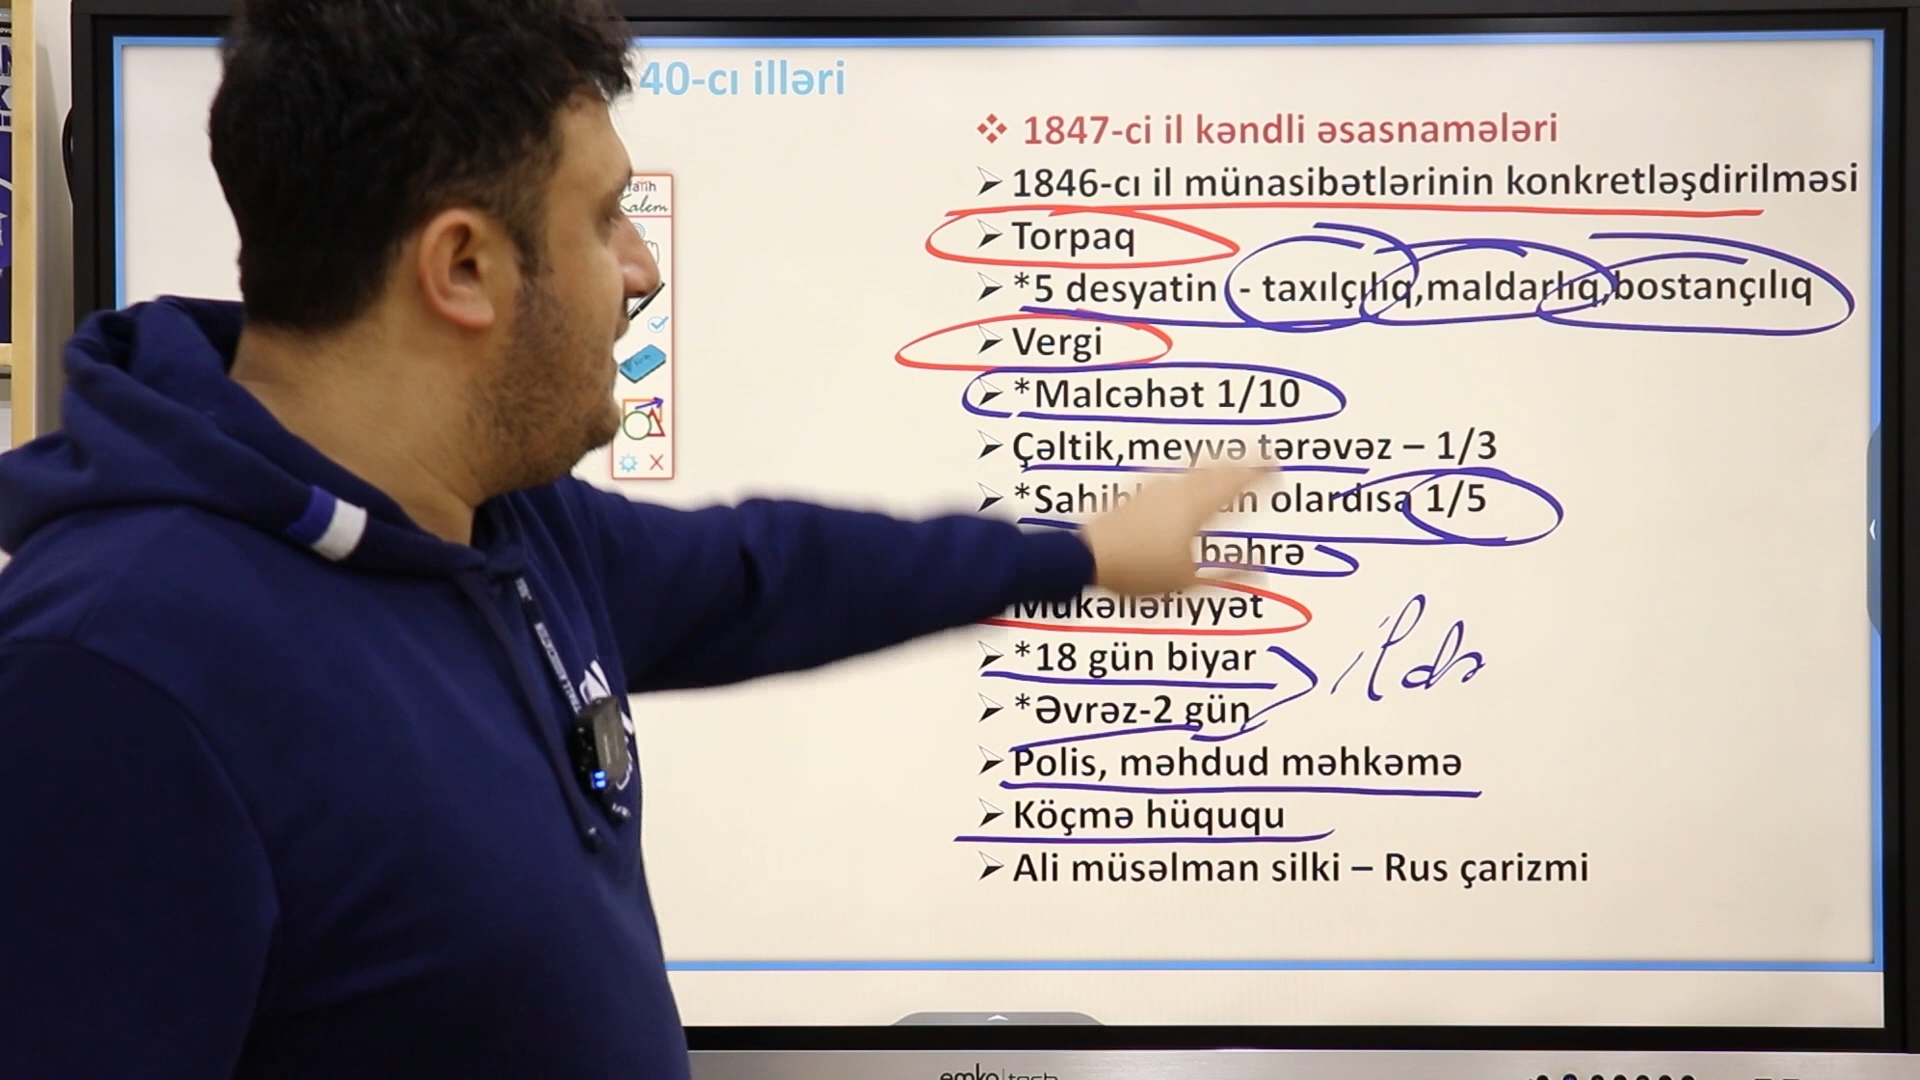 40-cı illəri
1847-ci il kəndli əsasnamələri
1846-cı il münasibətlərinin konkretləşdirilməsi
Torpaq
*5 desyatin - taxılçılıq,maldarlıq,bostançılıq
Vergi
*Malcəhət 1/10
Çəltik,meyvə tərəvəz – 1/3
olardısa 1/5
bəhrə
Mükəlləfiyyət
*18 gün biyar
ildə
*Əvrəz-2 gün
Polis, məhdud məhkəmə
Köçmə hüququ
Ali müsəlman silki – Rus çarizmi
Kalem